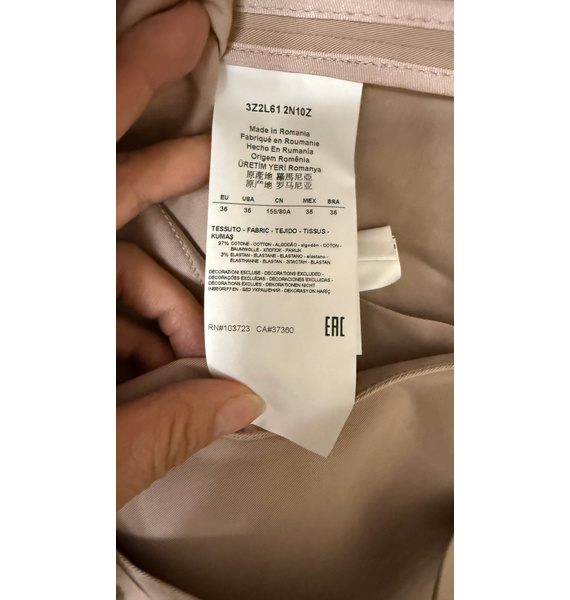 3Z2L61 2N10Z
Made in Romania
Fabriqué en Roumanie
Hecho En Rumanía
Origem Romênia
ÜRETİM YERİ Romanya
原產地 羅馬尼亞
原产地 罗马尼亚
EU USA CN MEX BRA
36 36 155/80A 36 36
TESSUTO - FABRIC - TEJIDO - TISSUS -
KUMAŞ
97% COTONE - COTTON - ALGODÃO - algodón - COTON -
BAUMWOLLE - ХЛОПОК - PAMUK
3% ELASTAN - ELASTANE - ELASTANO - elastano -
ELASTHANNE - ELASTAN - ЭЛАСТАН - ELASTAN
DECORAZIONI ESCLUSE - DECORATIONS EXCLUDED -
DECORAÇÕES EXCLUÍDAS - DECORACIONES EXCLUIDAS -
DÉCORATIONS EXCLUES - DEKORATIONEN NICHT
INBEGRIFFEN - БЕЗ УКРАШЕНИЙ - DEKORASYON HARİÇ
RN#103723 CA#37360 EAC